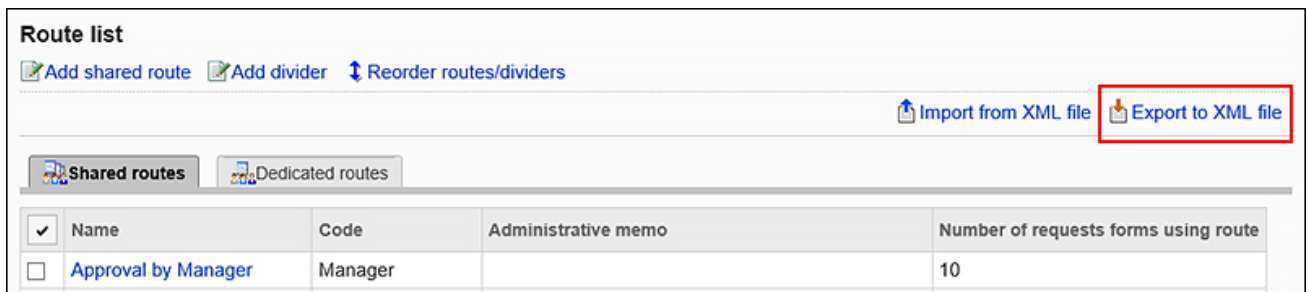 Route list
Add shared route Add divider Reorder routes/dividers
Import from XML file Export to XML file
Shared routes Dedicated routes
Name Code Administrative memo Number of requests forms using route
Approval by Manager Manager 10